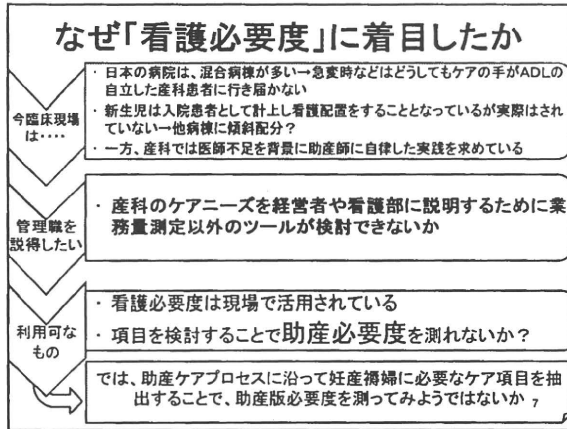 なぜ「看護必要度」に着目したか
今臨床現場
は‥‥
・ 日本の病院は、混合病棟が多い→急変時などはどうしてもケアの手がADLの
自立した産科患者に行き届かない
・ 新生児は入院患者として計上し看護配置をすることとなっているが実際はされ
ていない→他病棟に傾斜配分？
・ 一方、産科では医師不足を背景に助産師に自律した実践を求めている
管理職を
説得したい
・ 産科のケアニーズを経営者や看護部に説明するために業
務量測定以外のツールが検討できないか
利用可な
もの
・ 看護必要度は現場で活用されている
・ 項目を検討することで助産必要度を測れないか？
では、助産ケアプロセスに沿って妊産褥婦に必要なケア項目を抽
出することで、助産版必要度を測ってみようではないか
7